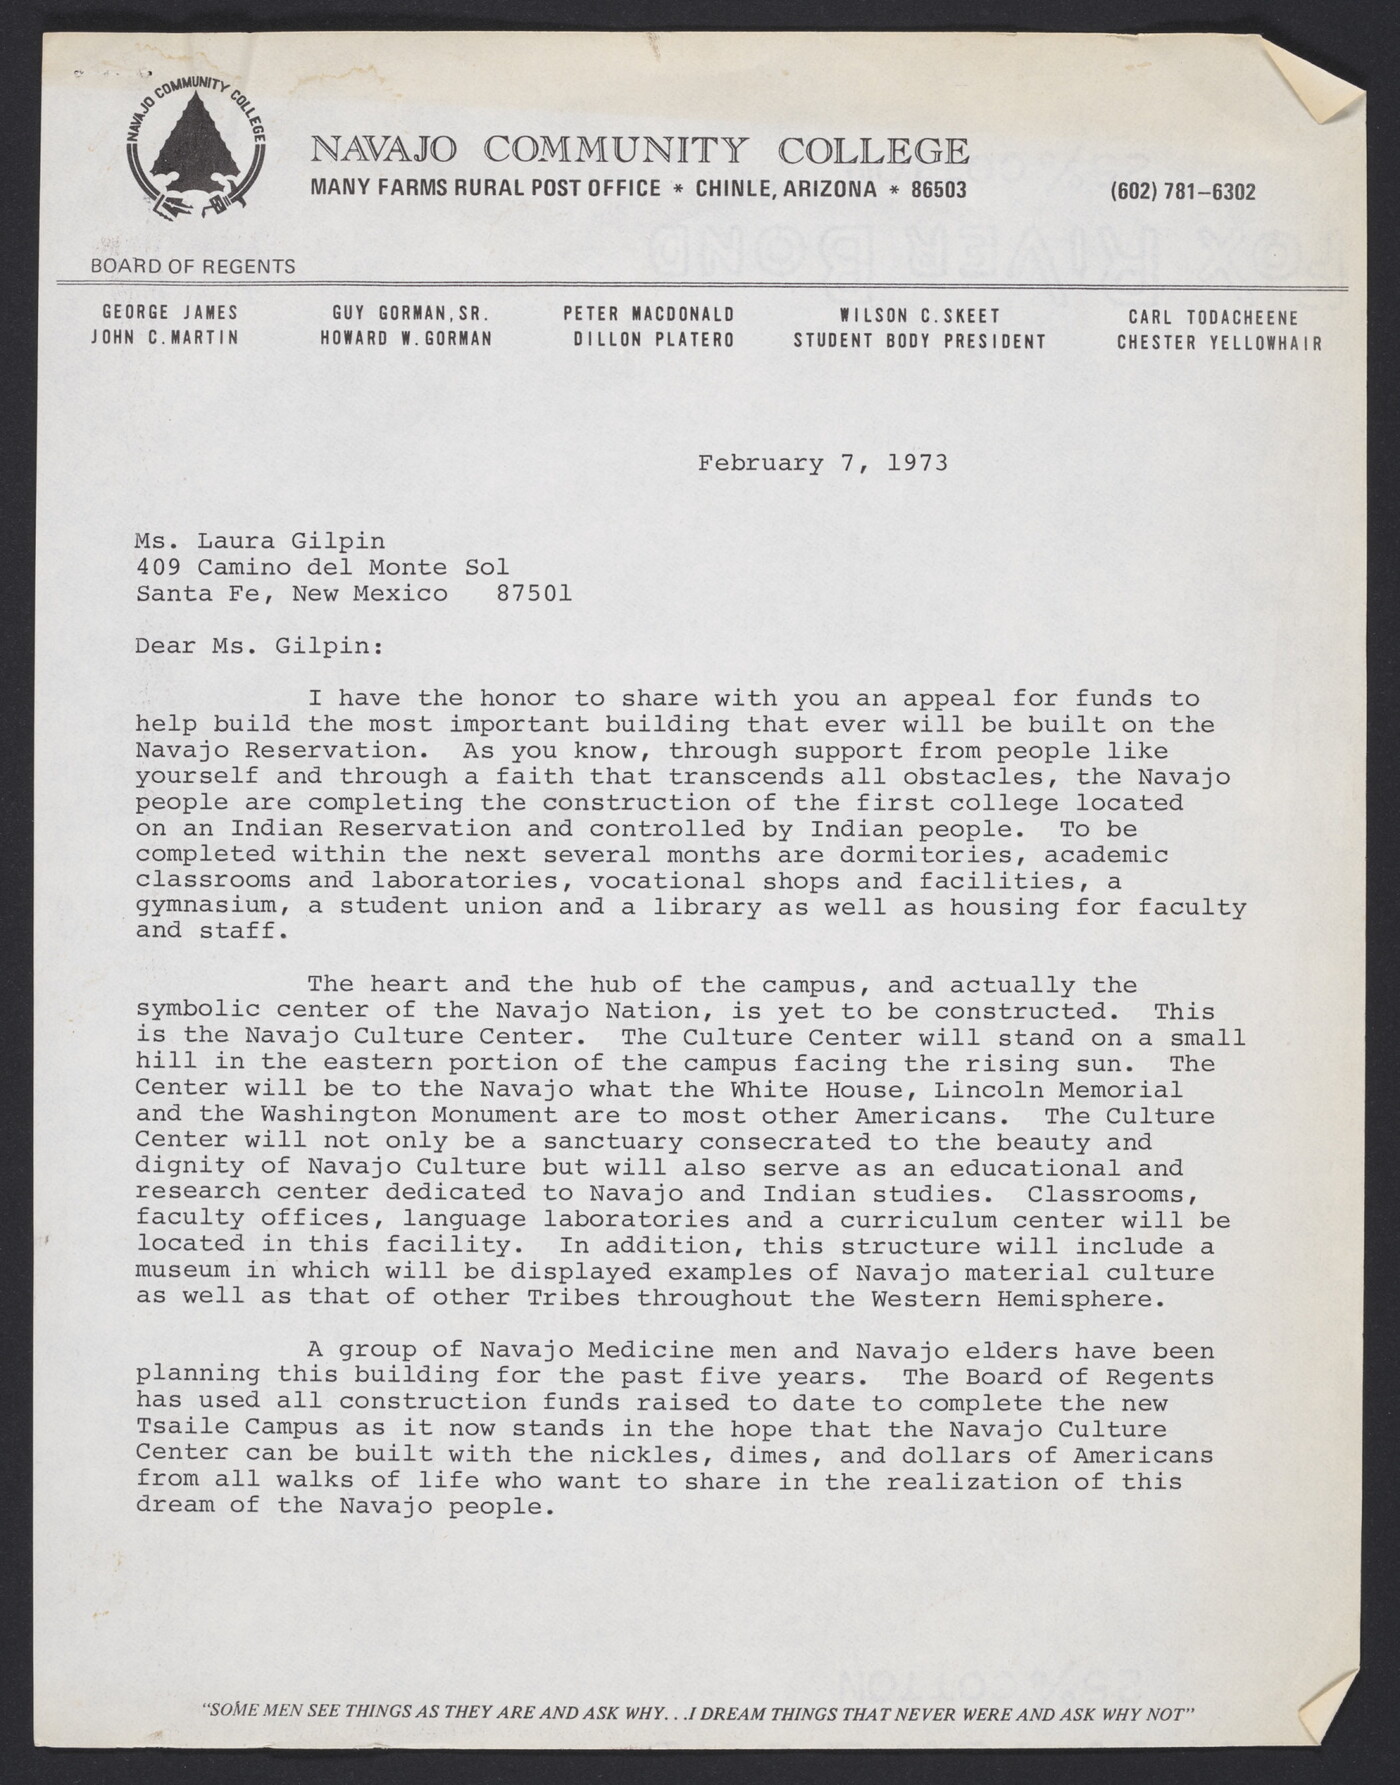 NAVAJO COMMUNITY COLLEGE
NAVAJO COMMUNITY COLLEGE
MANY FARMS RURAL POST OFFICE * CHINLE, ARIZONA * 86503 (602) 781-6302
BOARD OF REGENTS
GEORGE JAMES GUY GORMAN, SR. PETER MACDONALD WILSON C. SKEET CARL TODACHEENE
JOHN C. MARTIN HOWARD W. GORMAN DILLON PLATERO STUDENT BODY PRESIDENT CHESTER YELLOWHAIR
February 7, 1973
Ms. Laura Gilpin
409 Camino del Monte Sol
Santa Fe, New Mexico 87501
Dear Ms. Gilpin:
I have the honor to share with you an appeal for funds to
help build the most important building that ever will be built on the
Navajo Reservation. As you know, through support from people like
yourself and through a faith that transcends all obstacles, the Navajo
people are completing the construction of the first college located
on an Indian Reservation and controlled by Indian people. To be
completed within the next several months are dormitories, academic
classrooms and laboratories, vocational shops and facilities, a
gymnasium, a student union and a library as well as housing for faculty
and staff.
The heart and the hub of the campus, and actually the
symbolic center of the Navajo Nation, is yet to be constructed. This
is the Navajo Culture Center. The Culture Center will stand on a small
hill in the eastern portion of the campus facing the rising sun. The
Center will be to the Navajo what the White House, Lincoln Memorial
and the Washington Monument are to most other Americans. The Culture
Center will not only be a sanctuary consecrated to the beauty and
dignity of Navajo Culture but will also serve as an educational and
research center dedicated to Navajo and Indian studies. Classrooms,
faculty offices, language laboratories and a curriculum center will be
located in this facility. In addition, this structure will include a
museum in which will be displayed examples of Navajo material culture
as well as that of other Tribes throughout the Western Hemisphere.
A group of Navajo Medicine men and Navajo elders have been
planning this building for the past five years. The Board of Regents
has used all construction funds raised to date to complete the new
Tsaile Campus as it now stands in the hope that the Navajo Culture
Center can be built with the nickles, dimes, and dollars of Americans
from all walks of life who want to share in the realization of this
dream of the Navajo people.
"SOME MEN SEE THINGS AS THEY ARE AND ASK WHY. . .I DREAM THINGS THAT NEVER WERE AND ASK WHY NOT"